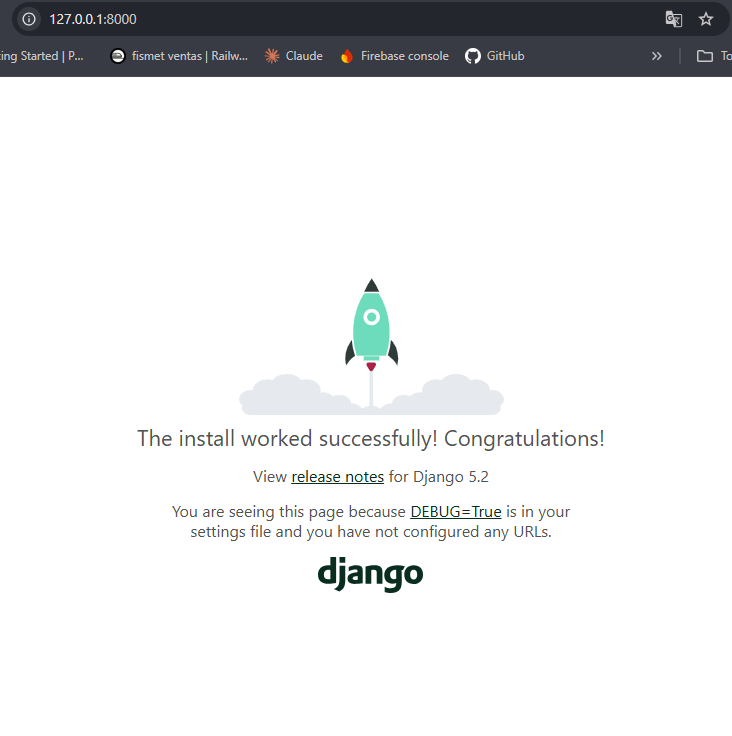 127.0.0.1:8000
ing Started | P...
fismet ventas | Railw...
Claude
Firebase console
GitHub
To
The install worked successfully! Congratulations!
View release notes for Django 5.2
You are seeing this page because DEBUG=True is in your
settings file and you have not configured any URLs.
django